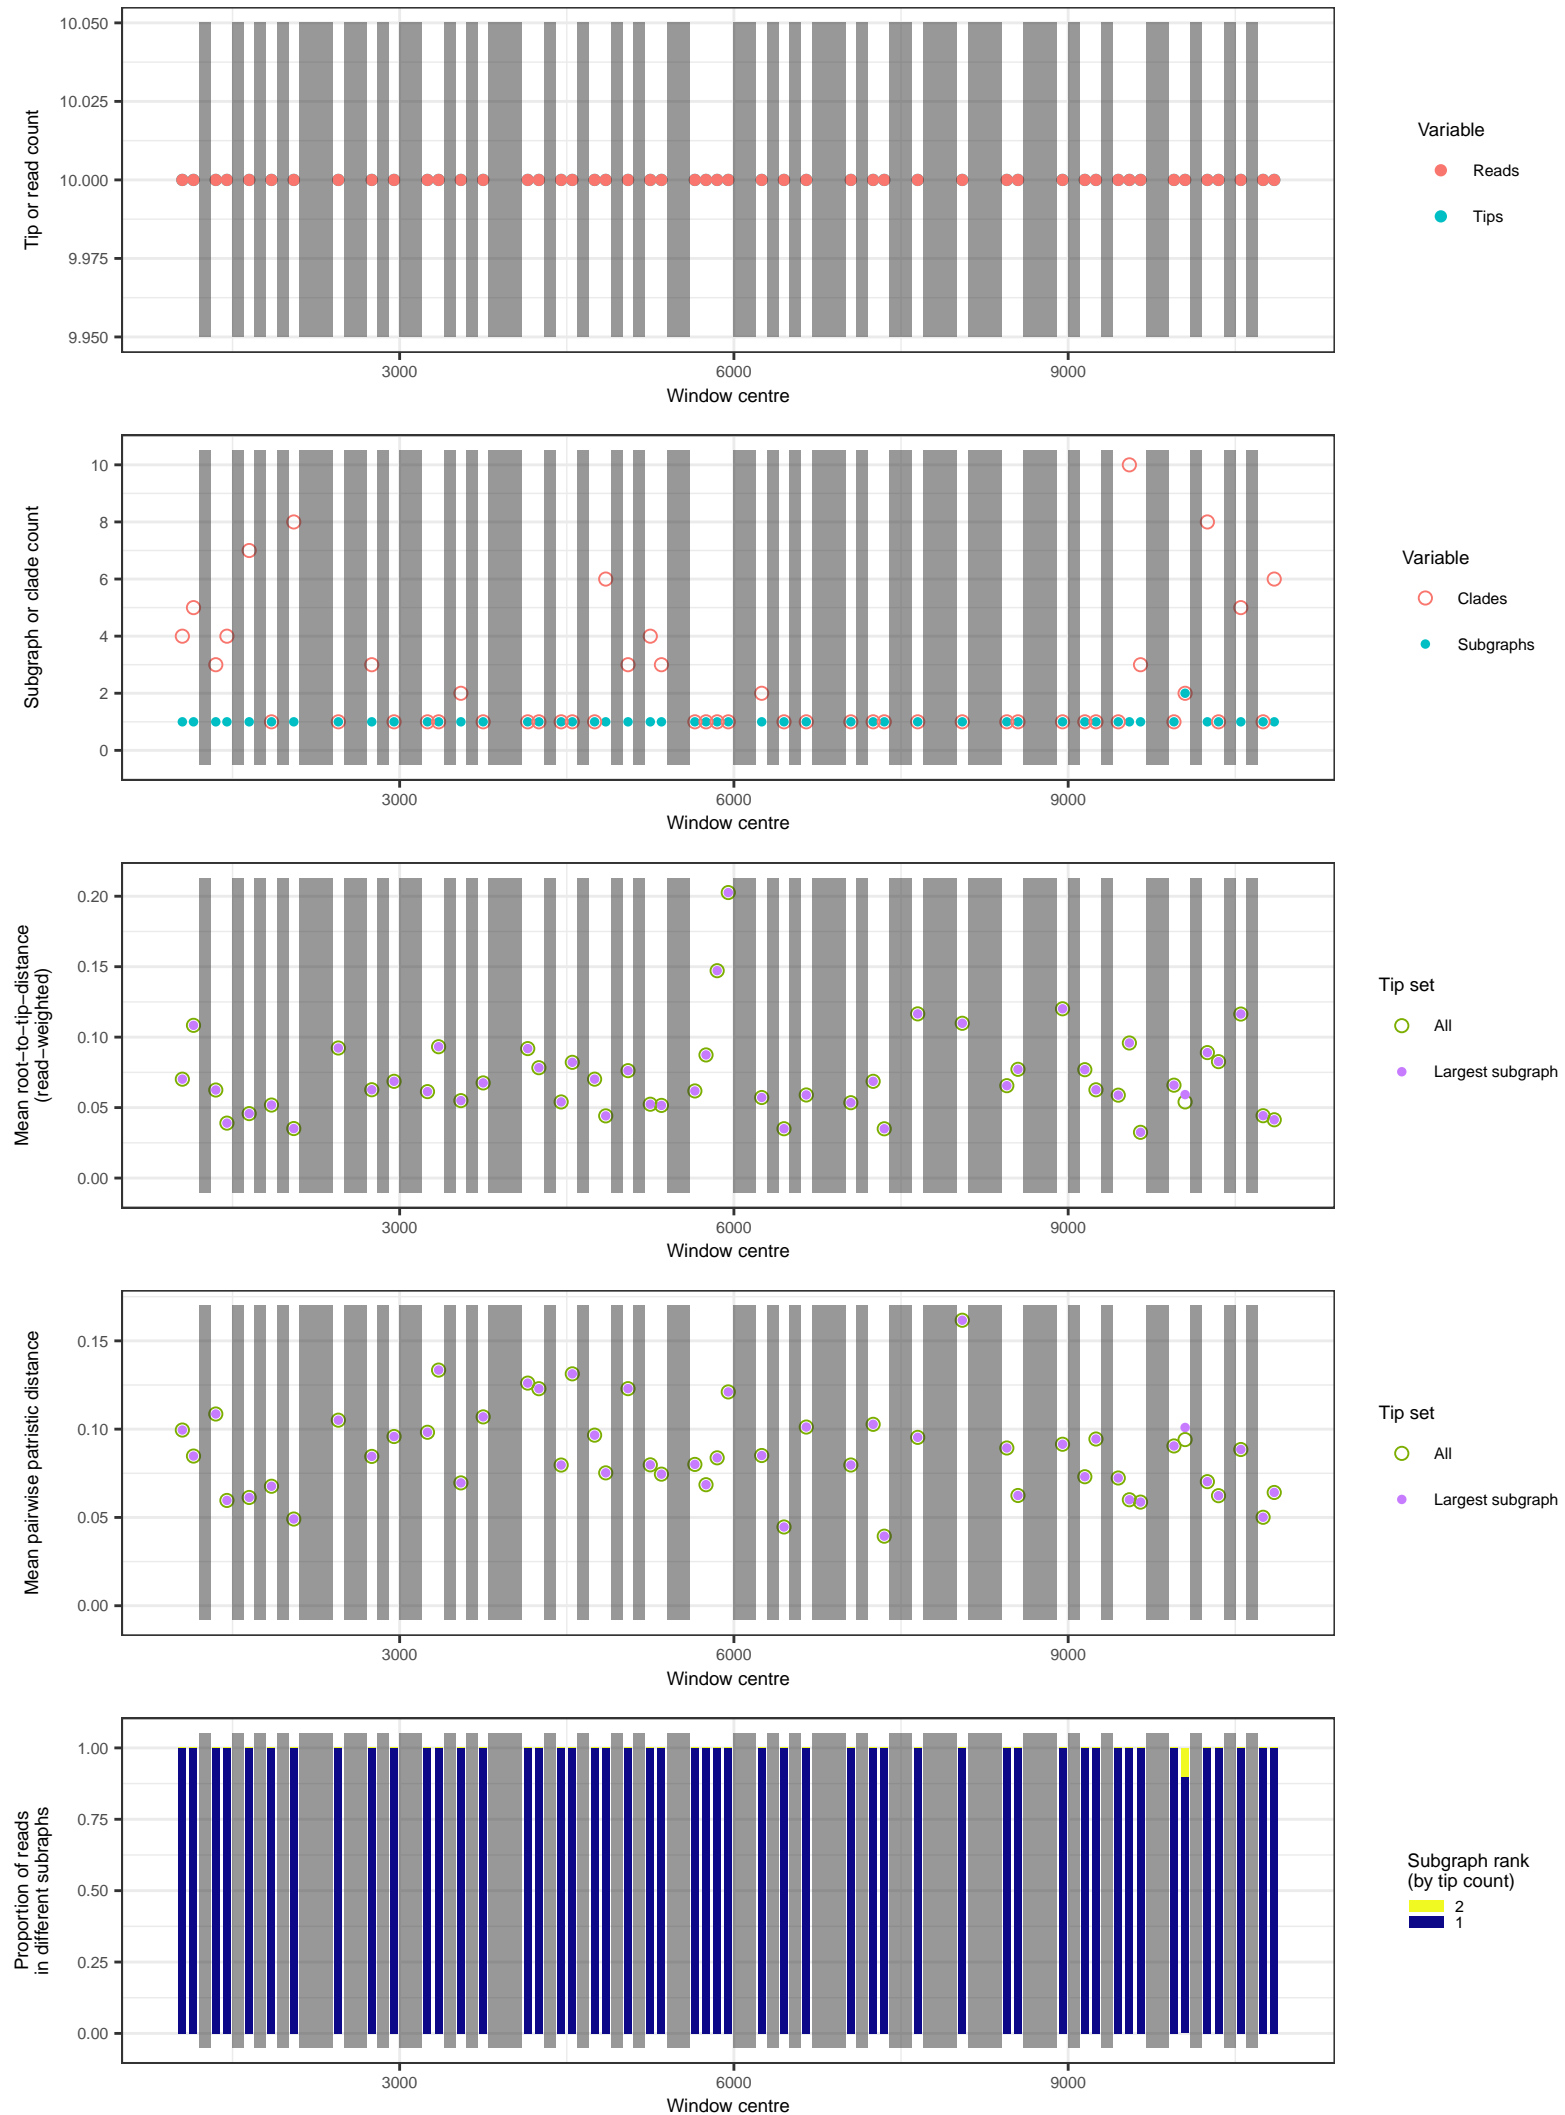 10.050
10.025
10.000
9.975
9.950
Tip or read count
3000
6000
9000
Window centre
Variable
Reads
Tips
10
8
6
4
2
0
Subgraph or clade count
3000
6000
9000
Window centre
Variable
Clades
Subgraphs
0.20
0.15
0.10
0.05
0.00
Mean root−to−tip−distance
(read−weighted)
3000
6000
9000
Window centre
Tip set
All
Largest subgraph
0.15
0.10
0.05
0.00
Mean pairwise patristic distance
3000
6000
9000
Window centre
Tip set
All
Largest subgraph
1.00
0.75
0.50
0.25
0.00
Proportion of reads
in different subraphs
3000
6000
9000
Window centre
Subgraph rank
(by tip count)
2
1